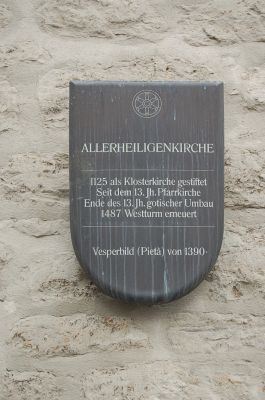 ALLERHEILIGENKIRCHE
1125 als Klosterkirche gestiftet
Seit dem 13. Jh. Pfarrkirche
Ende des 13. Jh. gotischer Umbau
1487 Westturm erneuert
Vesperbild (Pietà) von 1390